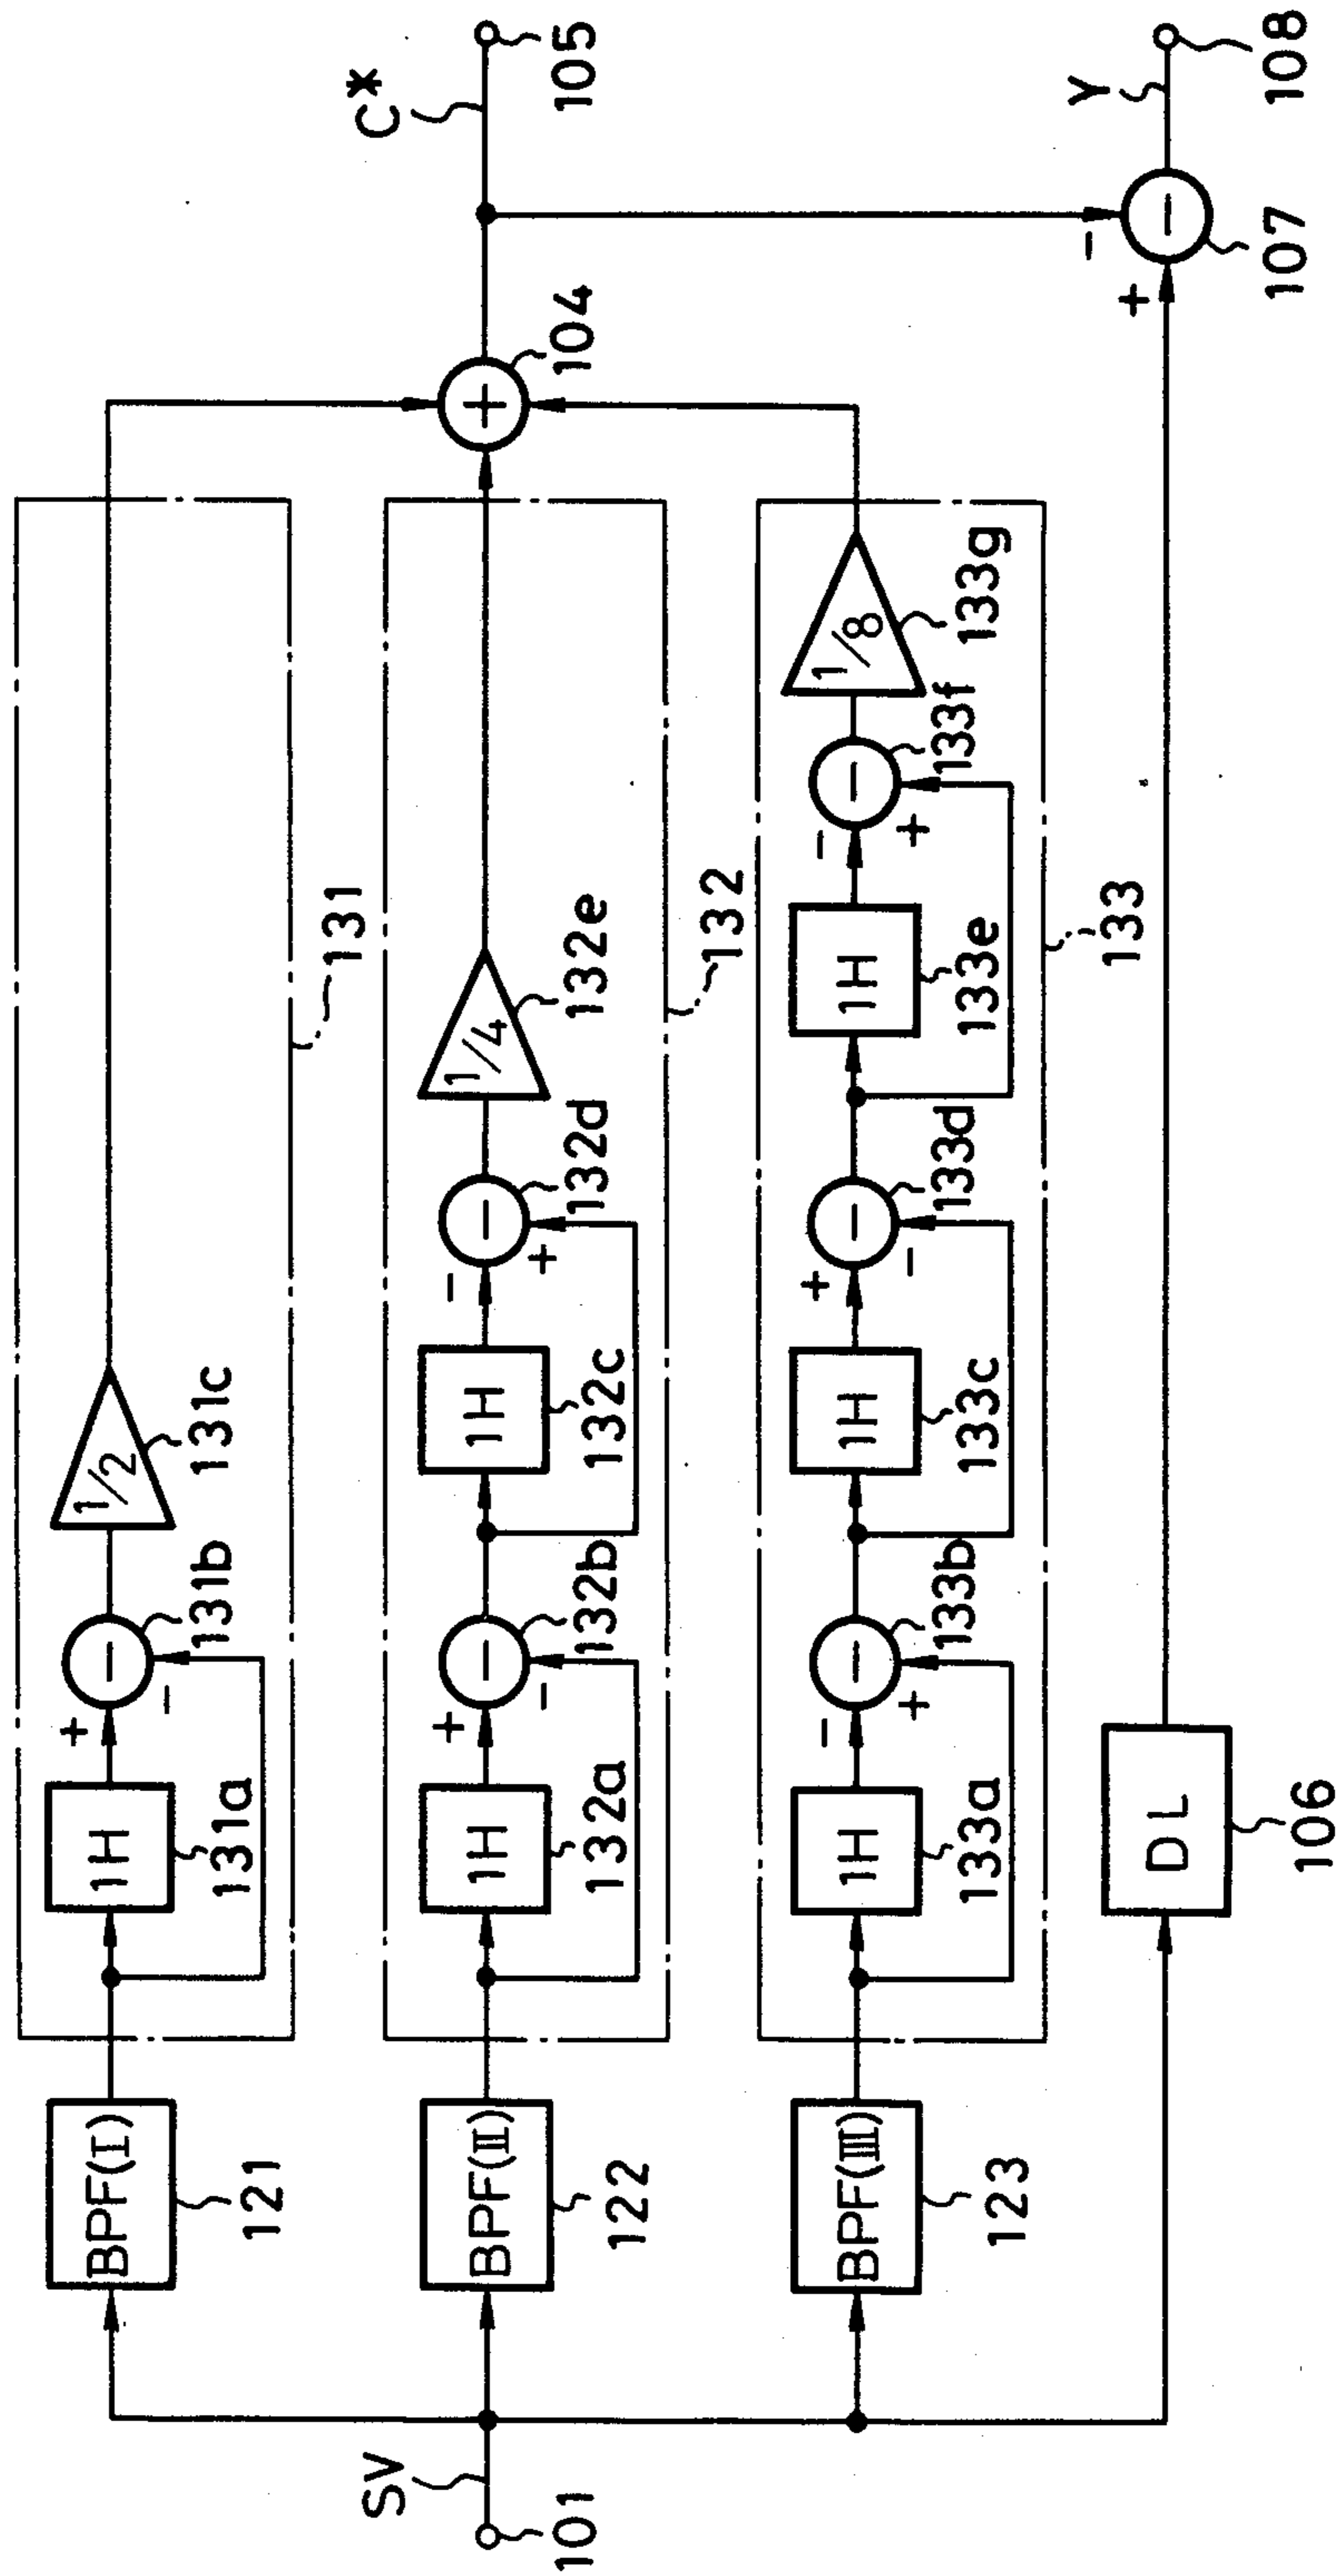 SV
101
BPF(I)
121
1H
131a
+
-
−
131b
1/2
131c
131
BPF(II)
122
1H
132a
+
-
−
132b
1H
132c
-
+
−
132d
1/4
132e
132
+
104
C*
105
BPF(III)
123
1H
133a
-
+
−
133b
1H
133c
+
-
−
133d
1H
133e
-
+
−
133f
1/8
133g
133
DL
106
+
-
−
107
Y
108